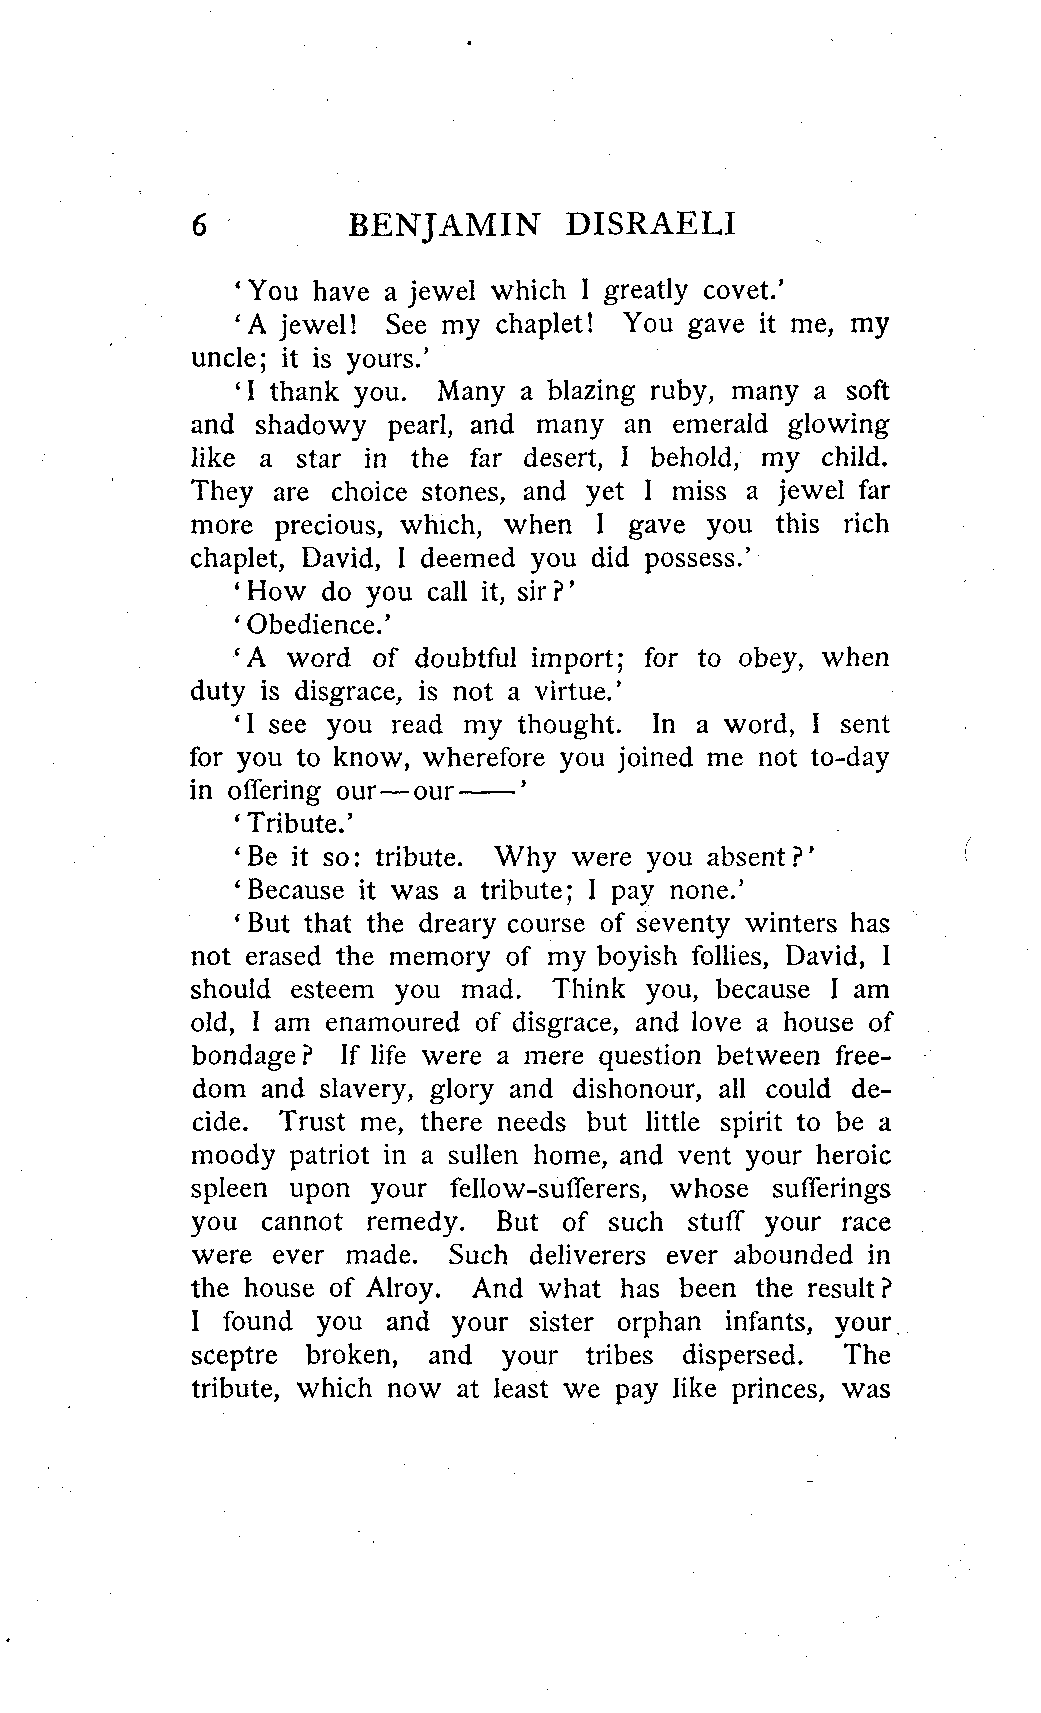 6 BENJAMIN DISRAELI
‘You have a jewel which I greatly covet.’
‘A jewel! See my chaplet! You gave it me, my
uncle; it is yours.’
‘I thank you. Many a blazing ruby, many a soft
and shadowy pearl, and many an emerald glowing
like a star in the far desert, I behold, my child.
They are choice stones, and yet I miss a jewel far
more precious, which, when I gave you this rich
chaplet, David, I deemed you did possess.’
‘How do you call it, sir?’
‘Obedience.’
‘A word of doubtful import; for to obey, when
duty is disgrace, is not a virtue.’
‘I see you read my thought. In a word, I sent
for you to know, wherefore you joined me not to-day
in offering our—our——’
‘Tribute.’
‘Be it so: tribute. Why were you absent?’
‘Because it was a tribute; I pay none.’
‘But that the dreary course of seventy winters has
not erased the memory of my boyish follies, David, I
should esteem you mad. Think you, because I am
old, I am enamoured of disgrace, and love a house of
bondage? If life were a mere question between free-
dom and slavery, glory and dishonour, all could de-
cide. Trust me, there needs but little spirit to be a
moody patriot in a sullen home, and vent your heroic
spleen upon your fellow-sufferers, whose sufferings
you cannot remedy. But of such stuff your race
were ever made. Such deliverers ever abounded in
the house of Alroy. And what has been the result?
I found you and your sister orphan infants, your
sceptre broken, and your tribes dispersed. The
tribute, which now at least we pay like princes, was